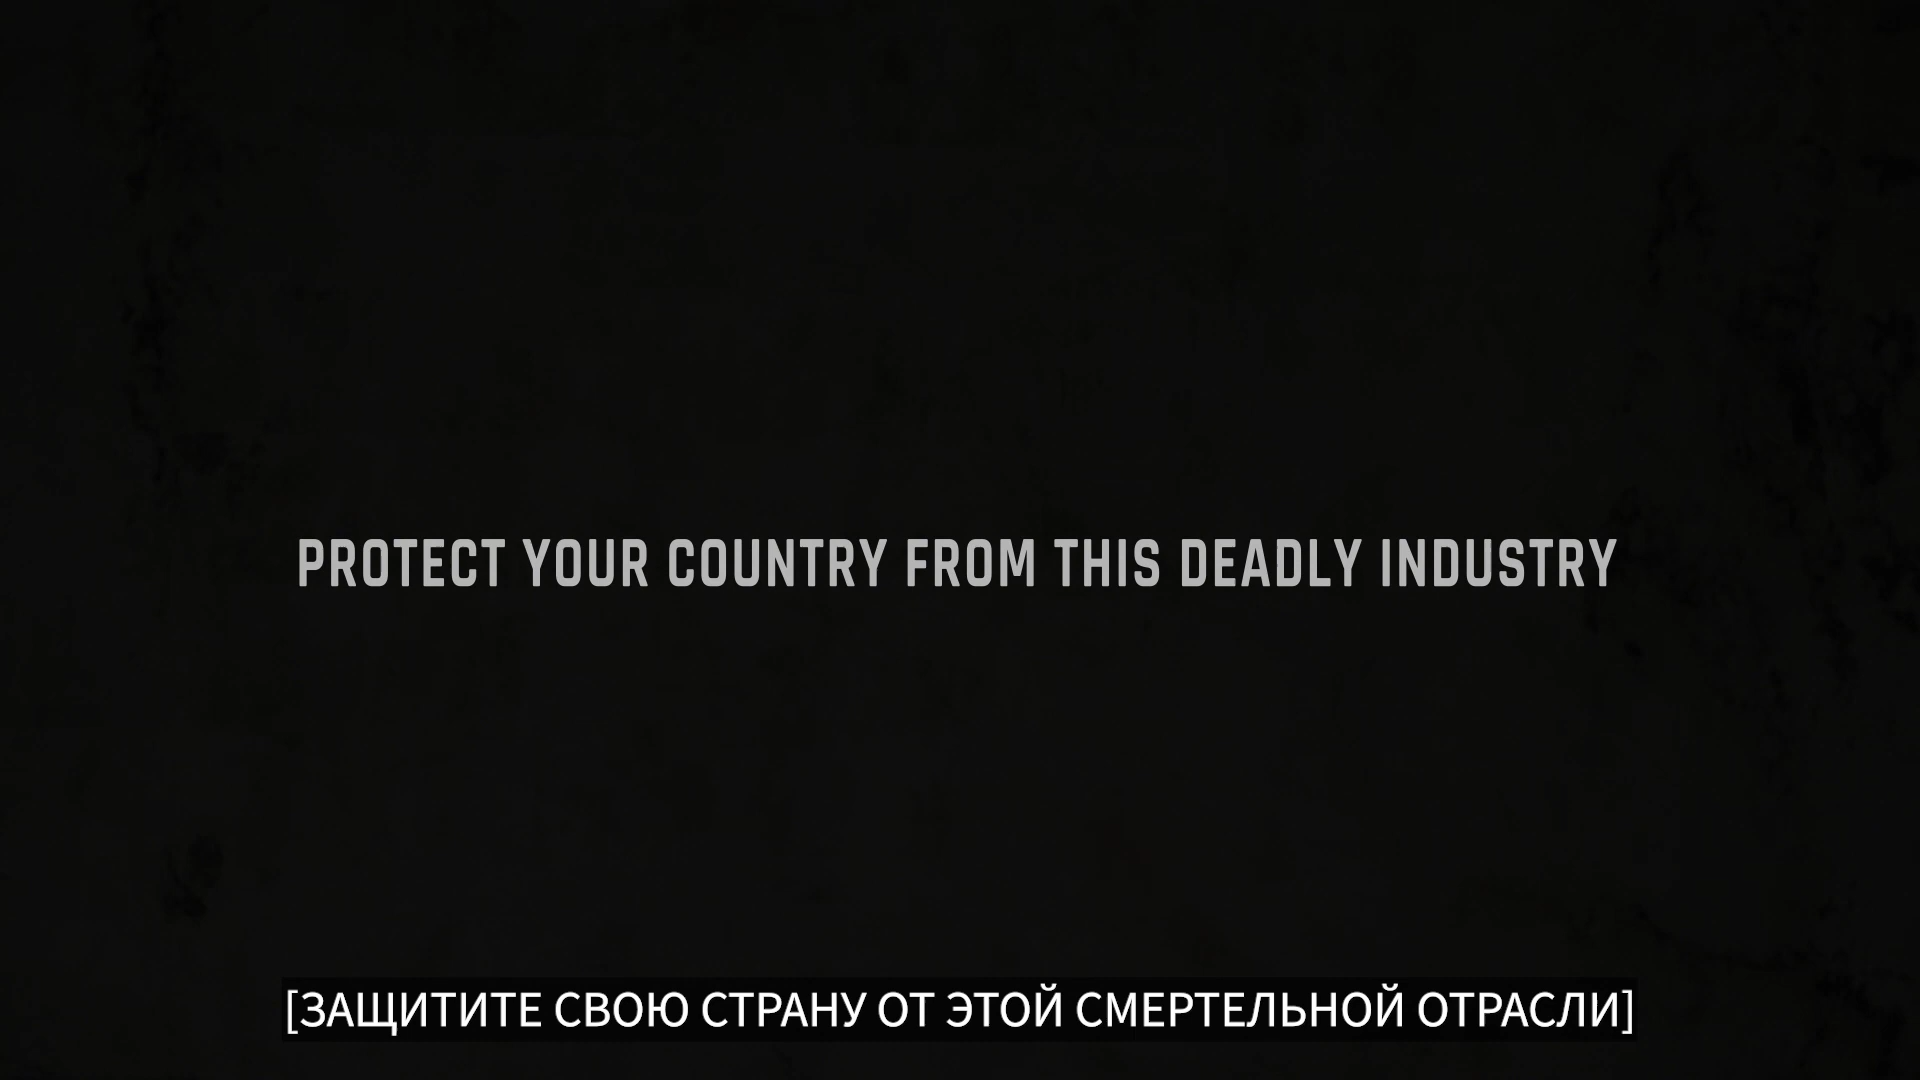 PROTECT YOUR COUNTRY FROM THIS DEADLY INDUSTRY
[ЗАЩИТИТЕ СВОЮ СТРАНУ ОТ ЭТОЙ СМЕРТЕЛЬНОЙ ОТРАСЛИ]